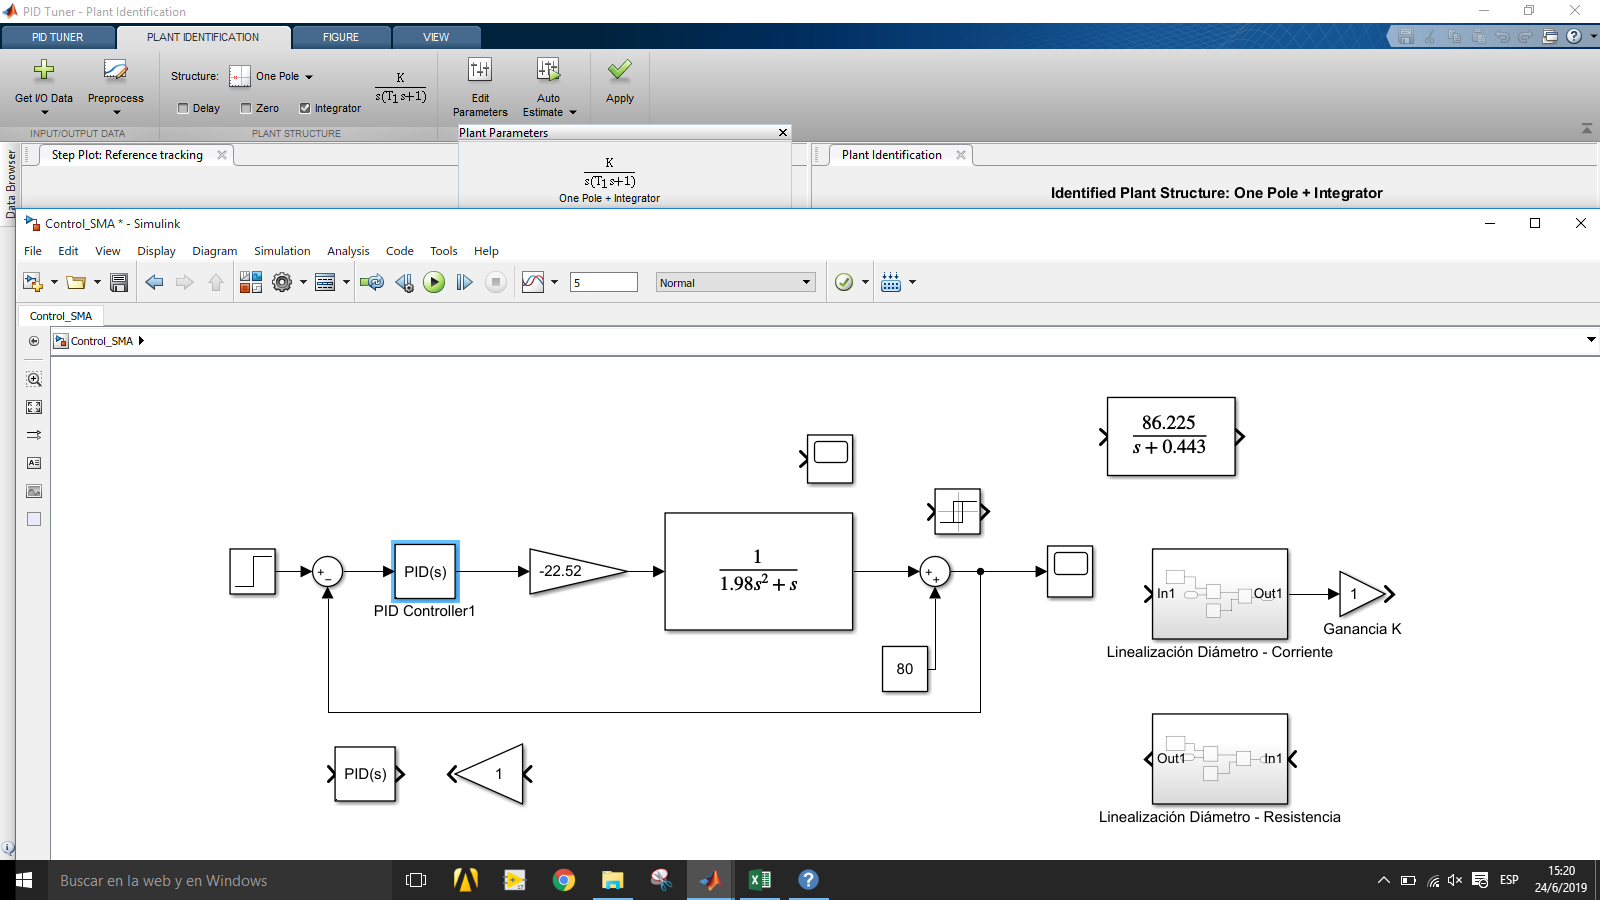 PID Tuner - Plant Identification
PID TUNER
PLANT IDENTIFICATION
FIGURE
VIEW
Get I/O Data
Preprocess
Structure:
One Pole
Delay
Zero
Integrator
K
s(T1s+1)
Edit
Parameters
Auto
Estimate
Apply
INPUT/OUTPUT DATA
PLANT STRUCTURE
Data Browser
Step Plot: Reference tracking
Plant Parameters
K
s(T1s+1)
One Pole + Integrator
Plant Identification
Identified Plant Structure: One Pole + Integrator
Control_SMA * - Simulink
File Edit View Display Diagram Simulation Analysis Code Tools Help
5
Normal
Control_SMA
Control_SMA
86.225
s + 0.443
PID(s)
PID Controller1
-22.52
1
1.98s² + s
80
In1
Out1
1
Ganancia K
Linealización Diámetro - Corriente
PID(s)
1
Out1
In1
Linealización Diámetro - Resistencia
Buscar en la web y en Windows
ESP
15:20
24/6/2019